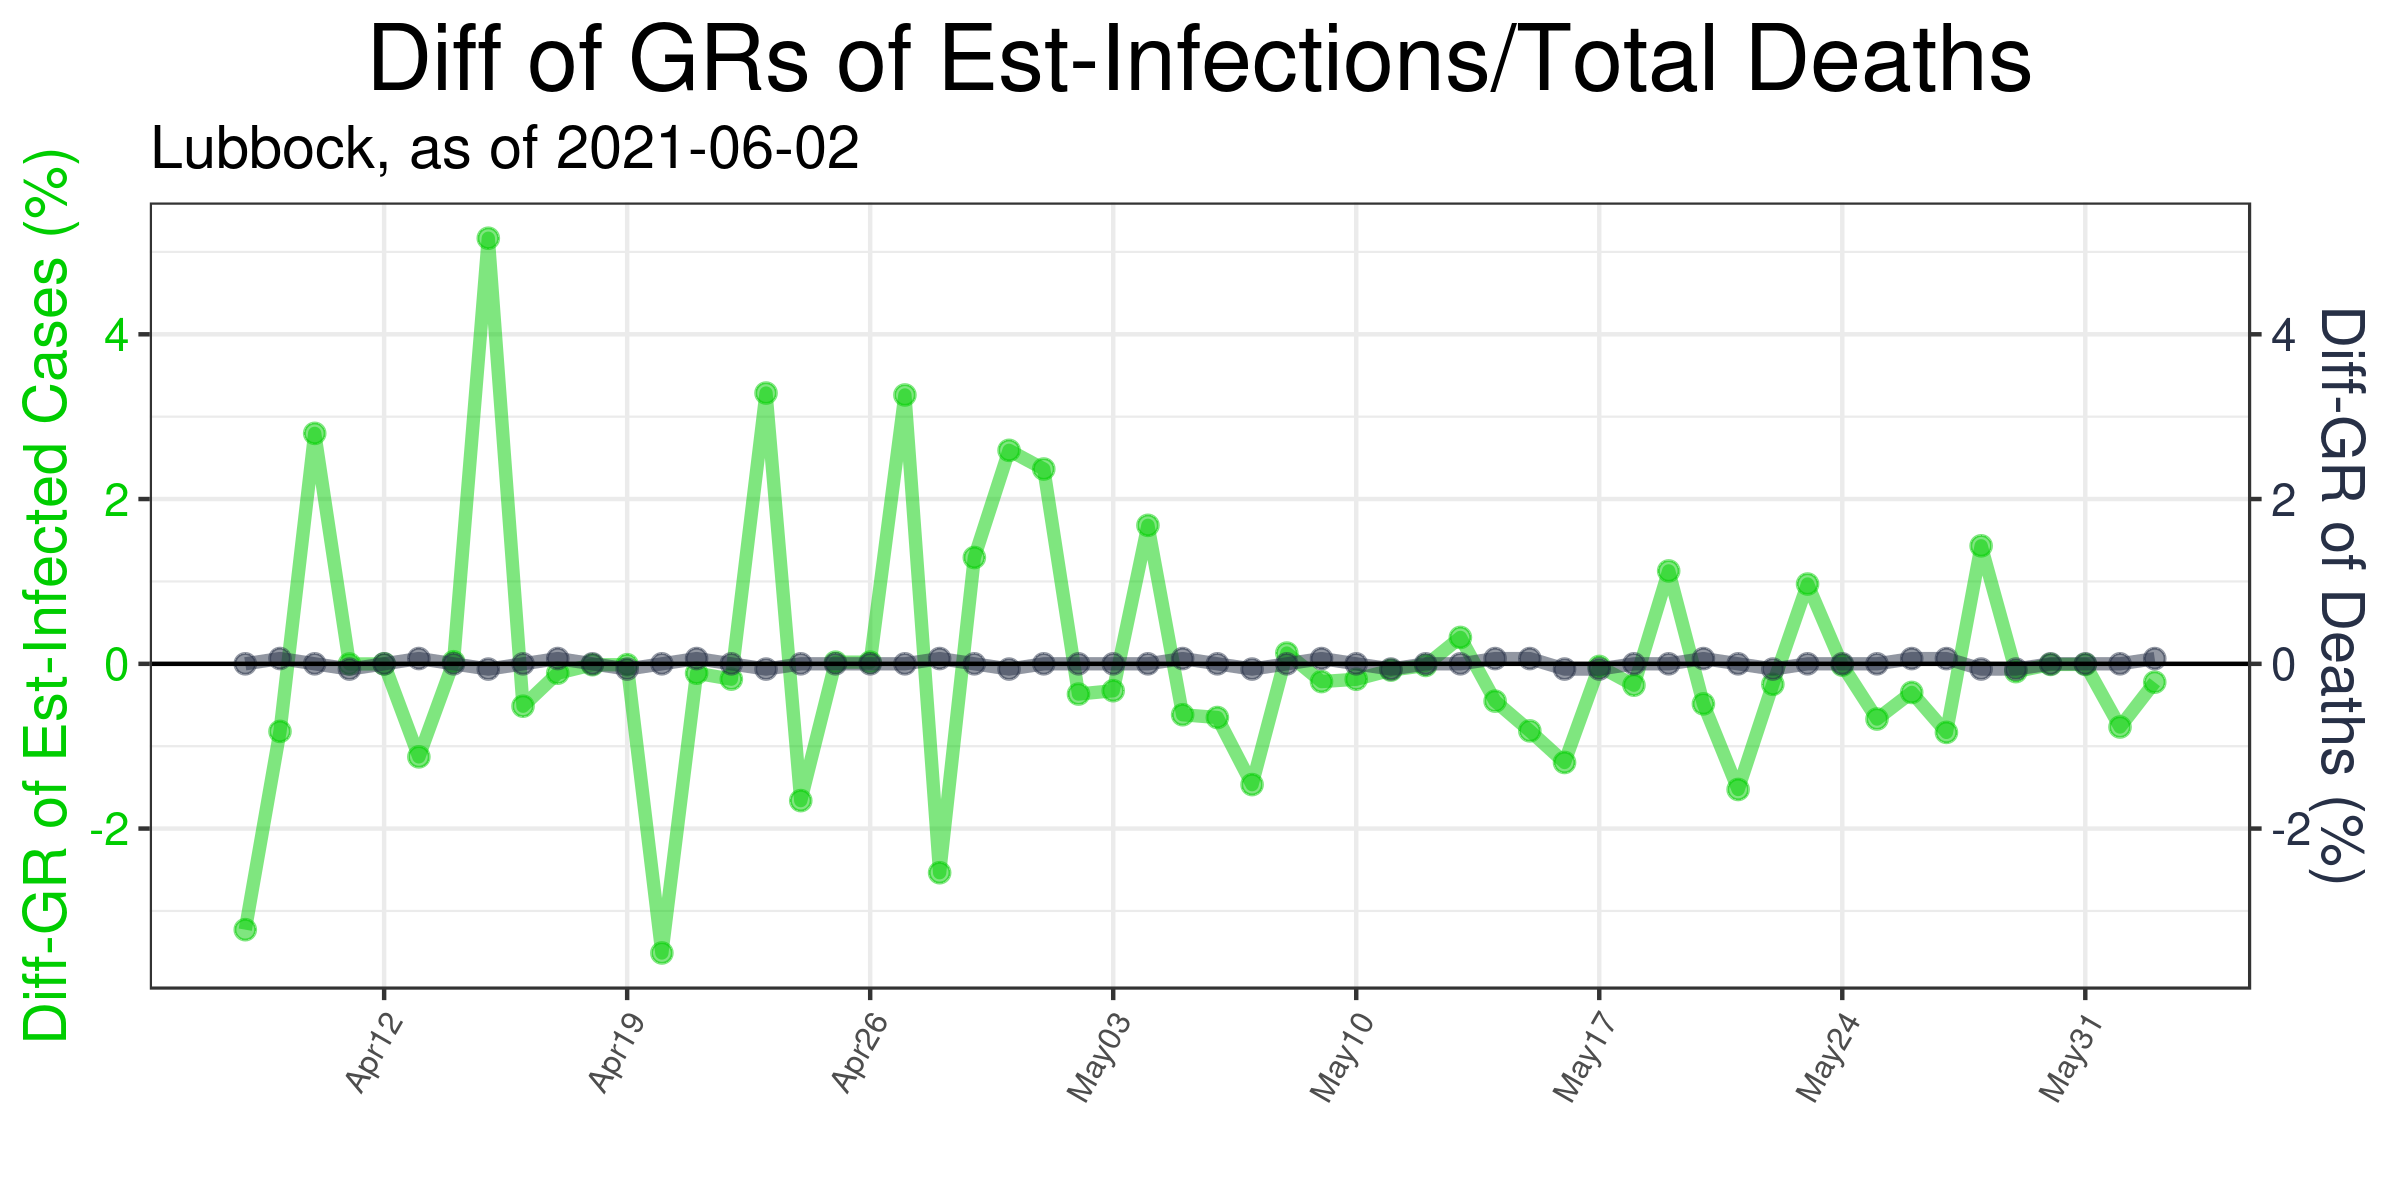 Diff of GRs of Est-Infections/Total Deaths
Lubbock, as of 2021-06-02
Diff-GR of Est-Infected Cases (%)
4
2
0
-2
4
2
0
-2
Diff-GR of Deaths (%)
Apr12
Apr19
Apr26
May03
May10
May17
May24
May31